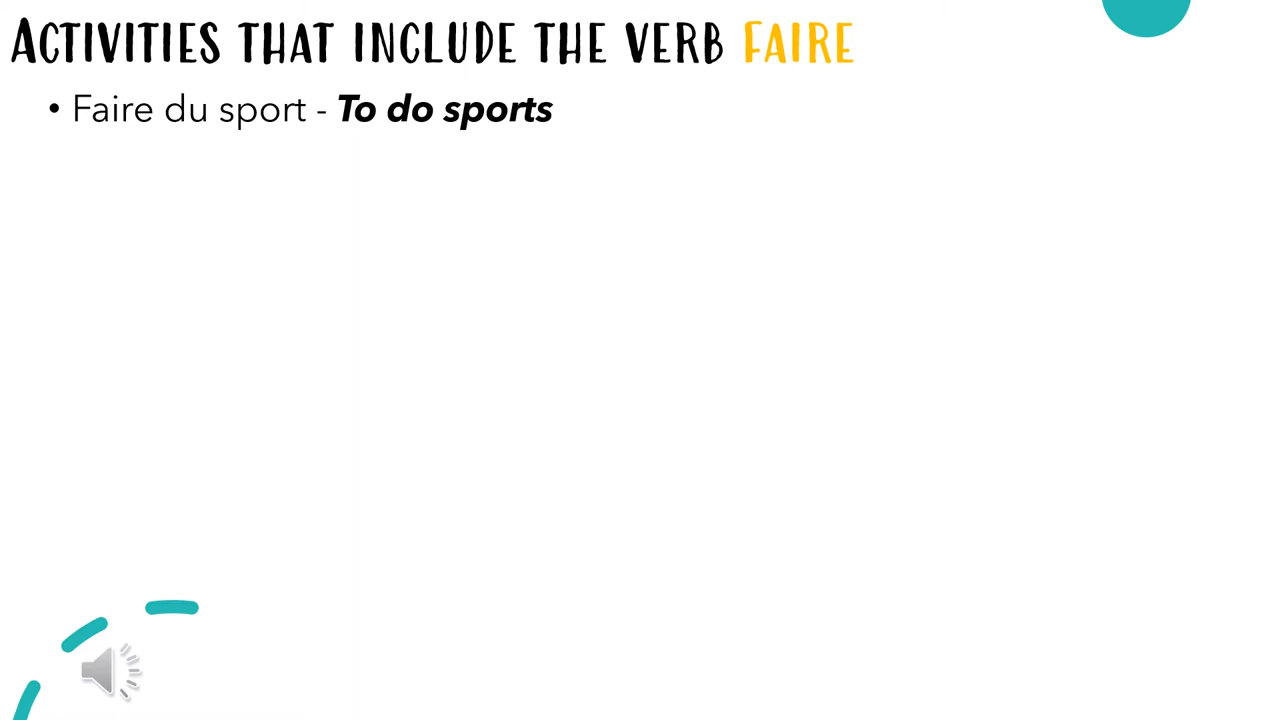 Activities that include the verb faire
• Faire du sport - To do sports